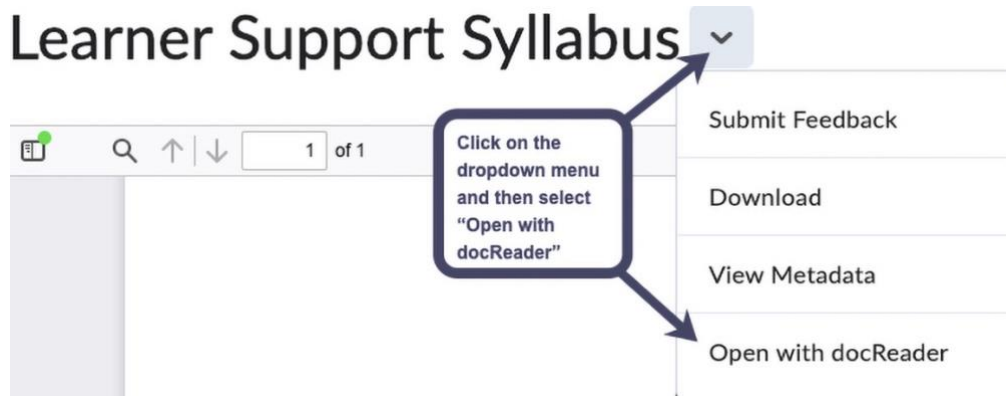 Learner Support Syllabus
1 of 1
Click on the
dropdown menu
and then select
“Open with
docReader”
Submit Feedback
Download
View Metadata
Open with docReader